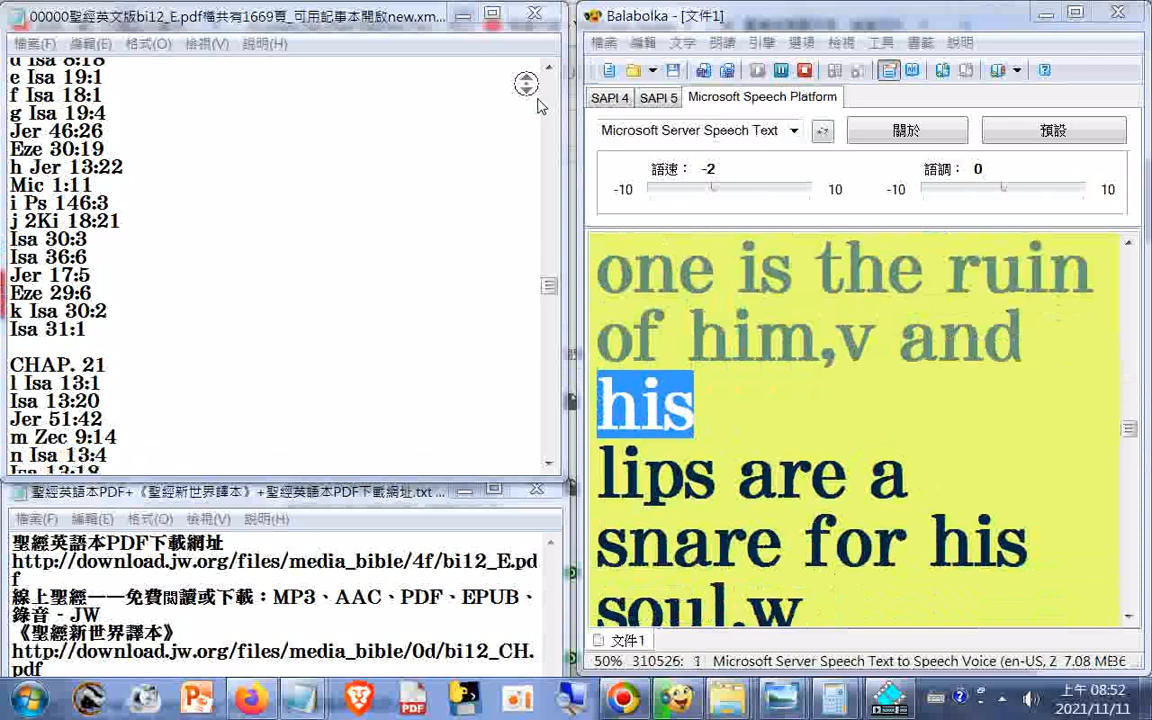 00000聖經英文版bi12_E.pdf檔共有1669頁_可用記事本開啟new.xm...
檔案(F) 編輯(E) 格式(O) 檢視(V) 說明(H)
d Isa 8:18
e Isa 19:1
f Isa 18:1
g Isa 19:4
Jer 46:26
Eze 30:19
h Jer 13:22
Mic 1:11
i Ps 146:3
j 2Ki 18:21
Isa 30:3
Isa 36:6
Jer 17:5
Eze 29:6
k Isa 30:2
Isa 31:1
CHAP. 21
l Isa 13:1
Isa 13:20
Jer 51:42
m Zec 9:14
n Isa 13:4
Isa 13:18
聖經英語本PDF+《聖經新世界譯本》+聖經英語本PDF下載網址.txt ...
檔案(F) 編輯(E) 格式(O) 檢視(V) 說明(H)
聖經英語本PDF下載網址
http://download.jw.org/files/media_bible/4f/bi12_E.pd
f
線上聖經──免費閱讀或下載：MP3、AAC、PDF、EPUB、
錄音 - JW
《聖經新世界譯本》
http://download.jw.org/files/media_bible/0d/bi12_CH.
pdf
Balabolka - [文件1]
檔案 編輯 文字 朗讀 引擎 選項 檢視 工具 書籤 說明
SAPI 4 SAPI 5 Microsoft Speech Platform
Microsoft Server Speech Text 關於 預設
語速： -2 語調： 0
-10 10 -10 10
one is the ruin
of him,v and
his
lips are a
snare for his
soul.w
文件1
50% 310526: 1 Microsoft Server Speech Text to Speech Voice (en-US, Z 7.08 MB
PDF
上午 08:52
2021/11/11